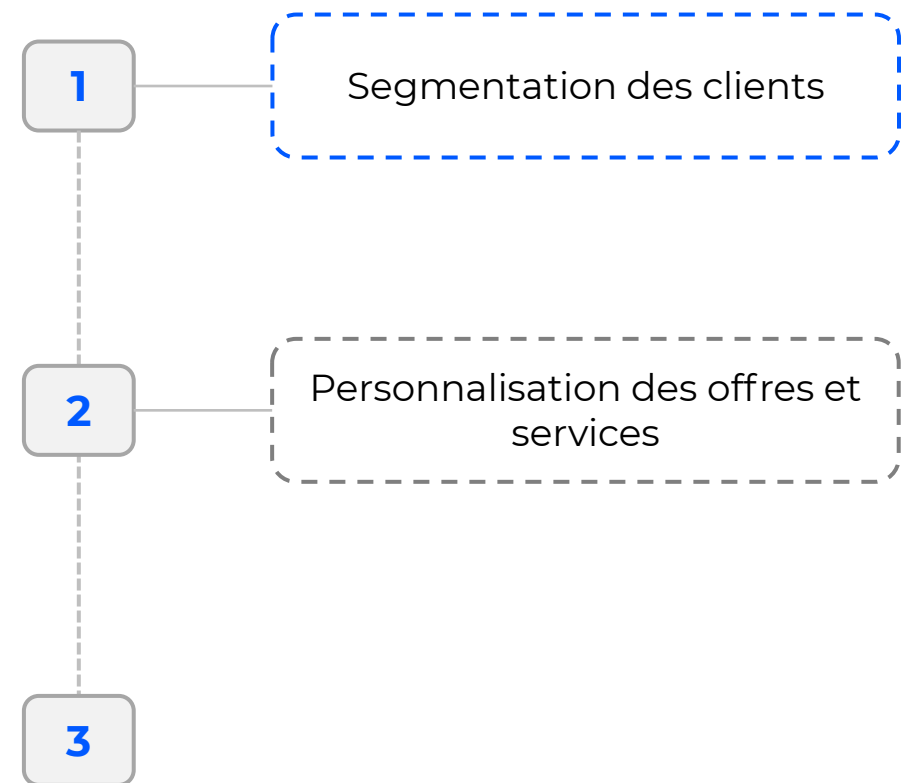 1
Segmentation des clients
2
Personnalisation des offres et
services
3